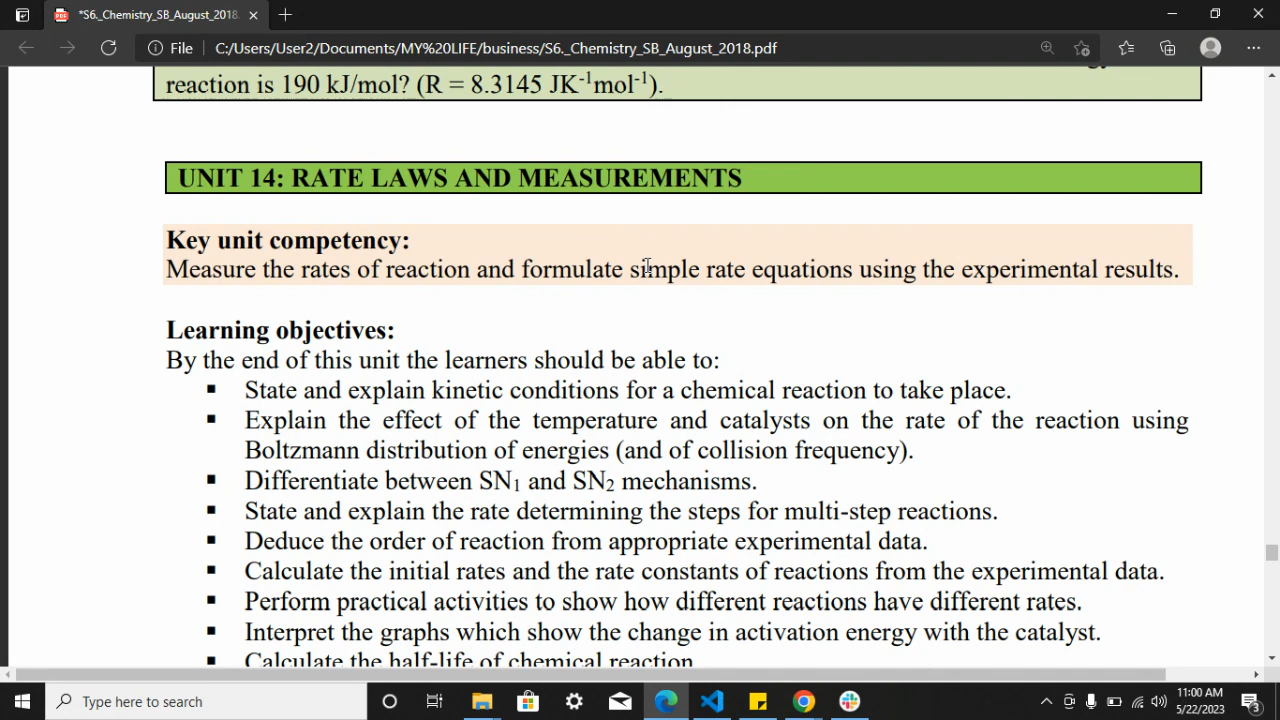 *S6._Chemistry_SB_August_2018.
File C:/Users/User2/Documents/MY%20LIFE/business/S6._Chemistry_SB_August_2018.pdf
reaction is 190 kJ/mol? (R = 8.3145 JK⁻¹mol⁻¹).
UNIT 14: RATE LAWS AND MEASUREMENTS
Key unit competency:
Measure the rates of reaction and formulate simple rate equations using the experimental results.
Learning objectives:
By the end of this unit the learners should be able to:
▪ State and explain kinetic conditions for a chemical reaction to take place.
▪ Explain the effect of the temperature and catalysts on the rate of the reaction using
Boltzmann distribution of energies (and of collision frequency).
▪ Differentiate between SN₁ and SN₂ mechanisms.
▪ State and explain the rate determining the steps for multi-step reactions.
▪ Deduce the order of reaction from appropriate experimental data.
▪ Calculate the initial rates and the rate constants of reactions from the experimental data.
▪ Perform practical activities to show how different reactions have different rates.
▪ Interpret the graphs which show the change in activation energy with the catalyst.
▪ Calculate the half-life of chemical reaction.
Type here to search
11:00 AM
5/22/2023
3